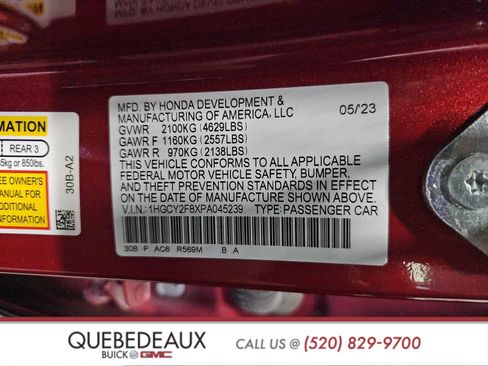 MFD. BY HONDA DEVELOPMENT & 05/23
MANUFACTURING OF AMERICA, LLC
GVWR 2100KG (4629LBS)
GAWR F 1160KG (2557LBS)
GAWR R 970KG (2138LBS)
THIS VEHICLE CONFORMS TO ALL APPLICABLE
FEDERAL MOTOR VEHICLE SAFETY, BUMPER,
AND THEFT PREVENTION STANDARDS IN EFFECT
ON THE DATE OF MANUFACTURE SHOWN ABOVE.
V.I.N.: 1HGCY2F8XPA045239 TYPE: PASSENGER CAR
30B P AC6 R569M .B .A
REAR 3
850lbs.
30B-A2
MANUAL FOR
QUEBEDEAUX
BUICK GMC
CALL US @ (520) 829-9700